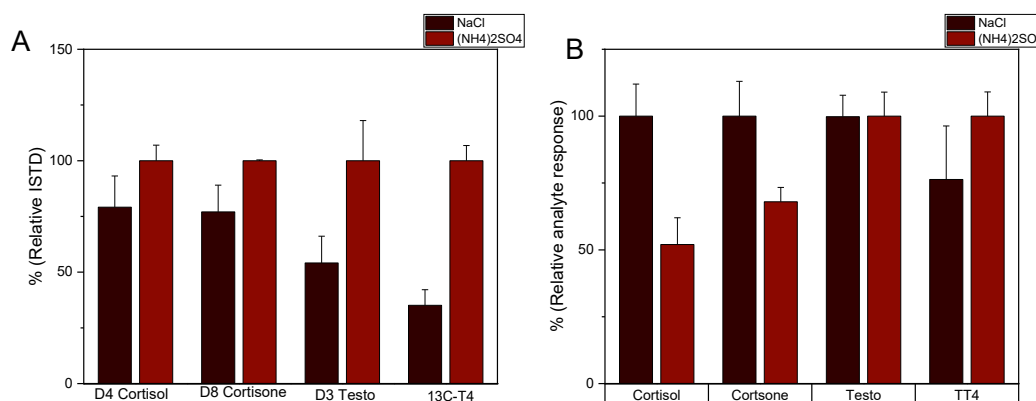 A
NaCl
(NH4)2SO4
% (Relative ISTD)
150
100
50
0
D4 Cortisol D8 Cortisone D3 Testo 13C-T4
B
NaCl
(NH4)2SO
% (Relative analyte response)
100
50
0
Cortisol Cortsone Testo TT4